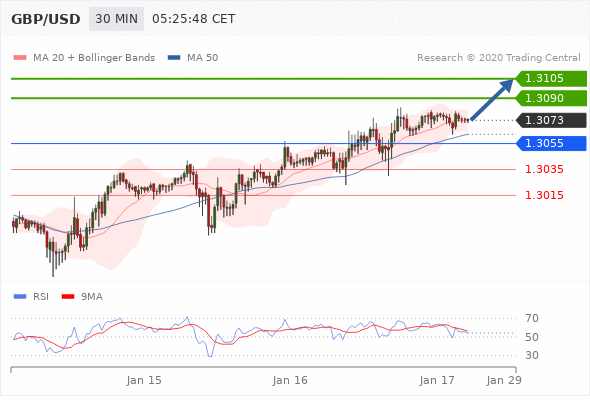 GBP/USD 30 MIN 05:25:48 CET
MA 20 + Bollinger Bands MA 50 Research © 2020 Trading Central
1.3105
1.3090
1.3073
1.3055
1.3035
1.3015
RSI 9MA
70
50
30
Jan 15 Jan 16 Jan 17 Jan 29